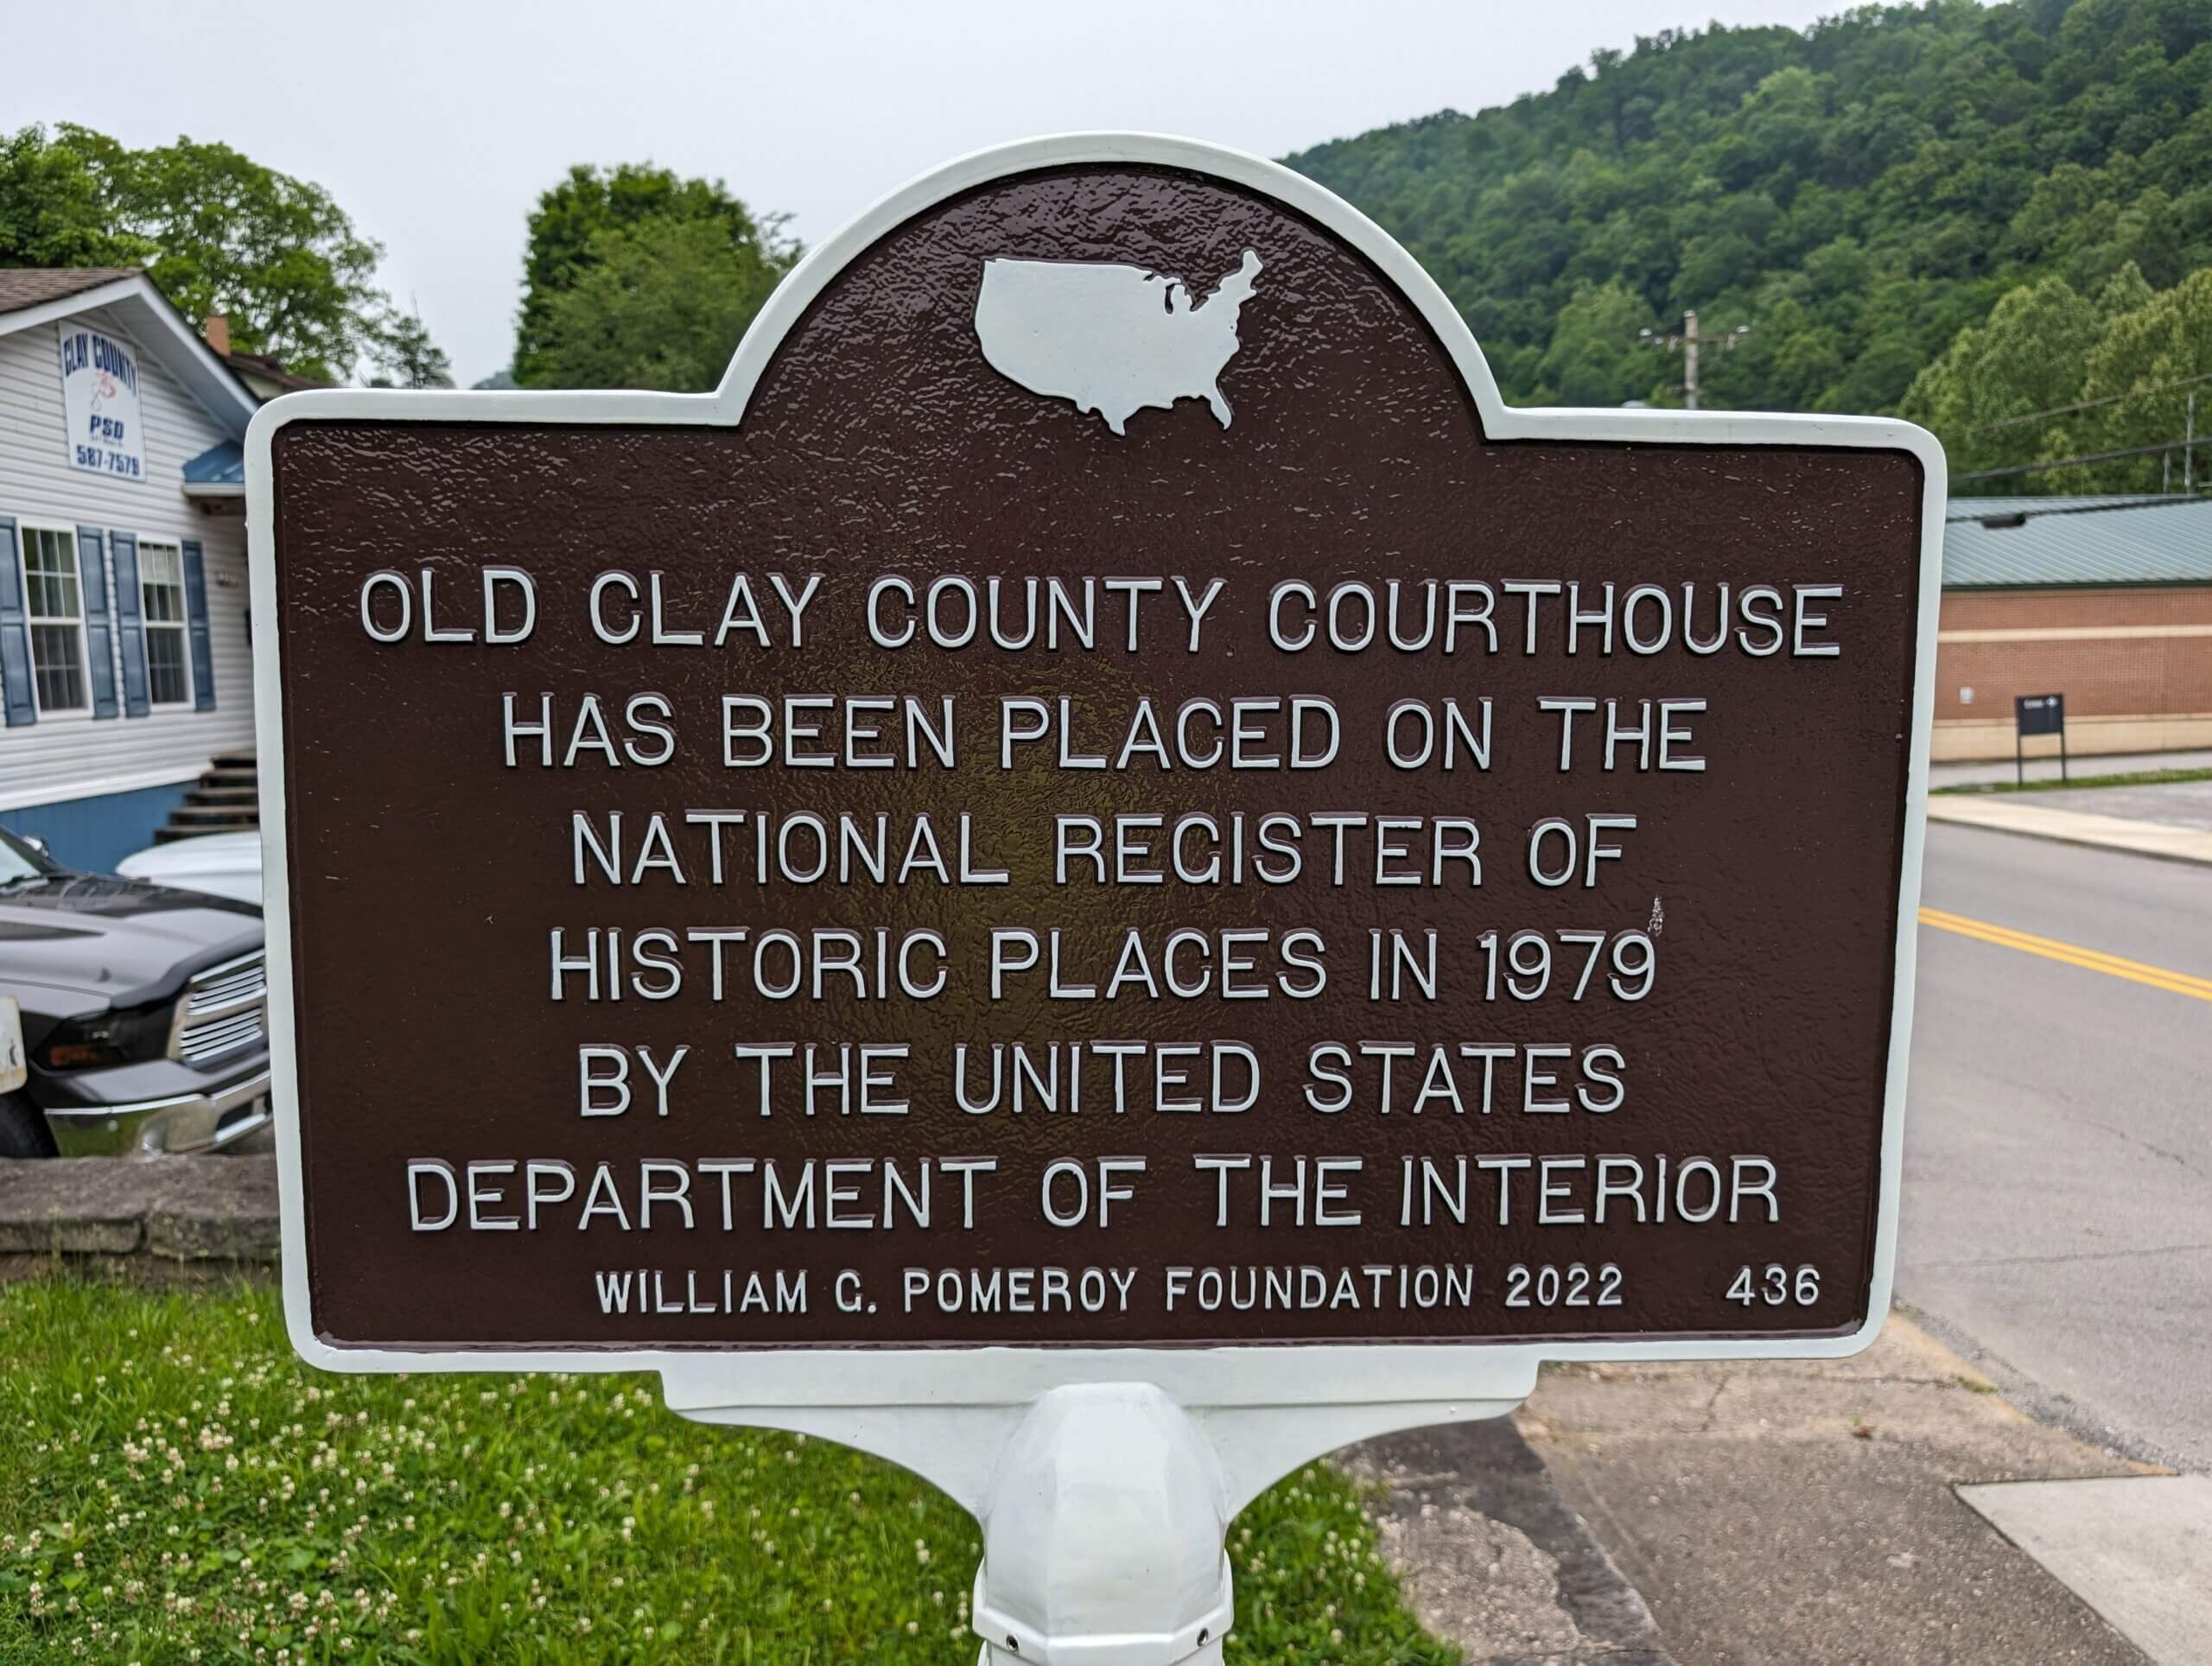 CLAY COUNTY
PSD
587-7579
OLD CLAY COUNTY COURTHOUSE
HAS BEEN PLACED ON THE
NATIONAL REGISTER OF
HISTORIC PLACES IN 1979
BY THE UNITED STATES
DEPARTMENT OF THE INTERIOR
WILLIAM G. POMEROY FOUNDATION 2022 436